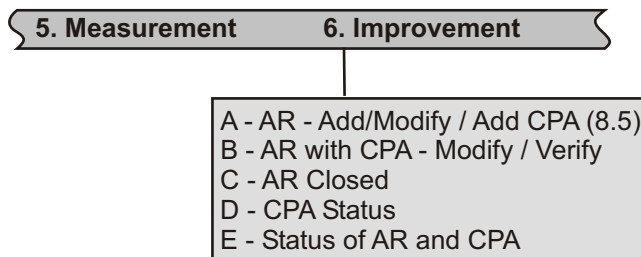 5. Measurement 6. Improvement
A - AR - Add/Modify / Add CPA (8.5)
B - AR with CPA - Modify / Verify
C - AR Closed
D - CPA Status
E - Status of AR and CPA